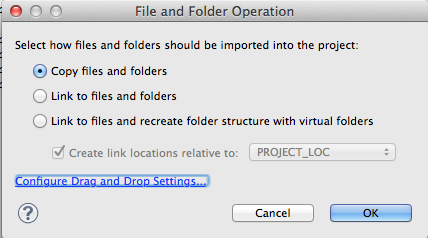 File and Folder Operation
Select how files and folders should be imported into the project:
Copy files and folders
Link to files and folders
Link to files and recreate folder structure with virtual folders
Create link locations relative to: PROJECT_LOC
Configure Drag and Drop Settings...
? Cancel OK